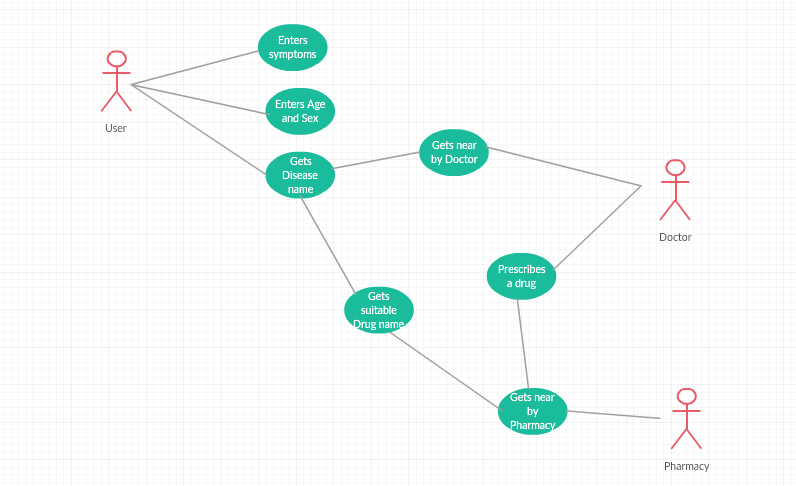 Enters
symptoms
User
Enters Age
and Sex
Gets near
by Doctor
Gets
Disease
name
Doctor
Prescribes
a drug
Gets
suitable
Drug name
Gets near
by
Pharmacy
Pharmacy